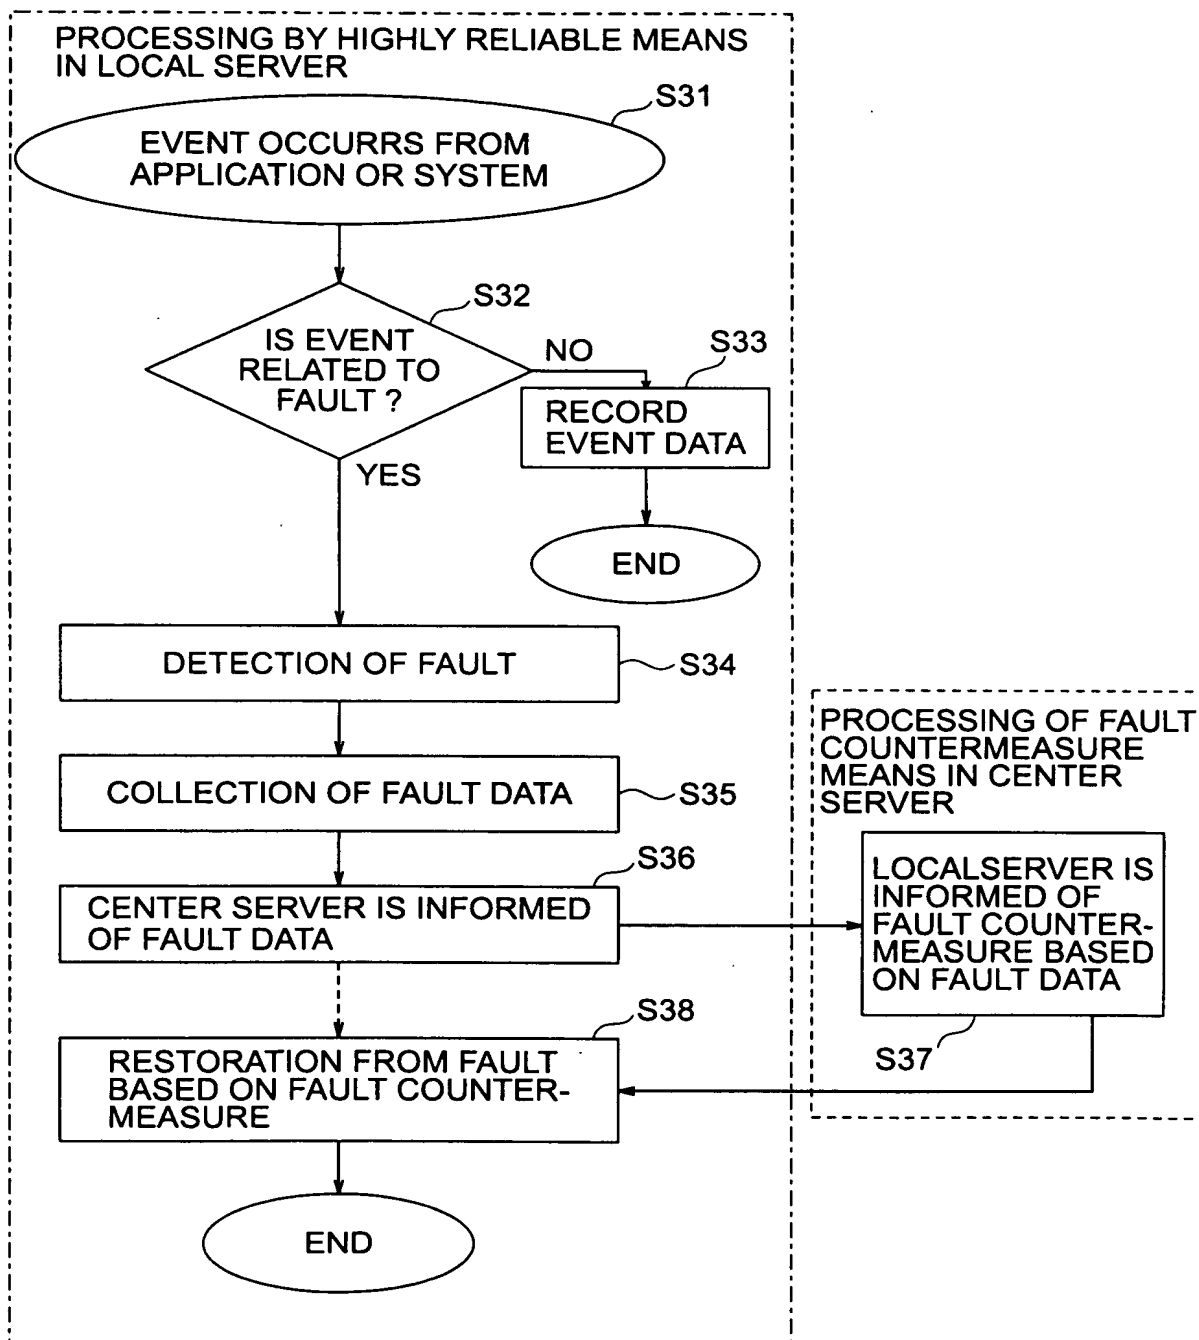 PROCESSING BY HIGHLY RELIABLE MEANS
IN LOCAL SERVER
S31
EVENT OCCURRS FROM
APPLICATION OR SYSTEM
S32
IS EVENT
RELATED TO
FAULT ?
NO
S33
RECORD
EVENT DATA
YES
END
DETECTION OF FAULT
S34
COLLECTION OF FAULT DATA
S35
S36
CENTER SERVER IS INFORMED
OF FAULT DATA
PROCESSING OF FAULT
COUNTERMEASURE
MEANS IN CENTER
SERVER
LOCALSERVER IS
INFORMED OF
FAULT COUNTER-
MEASURE BASED
ON FAULT DATA
S37
S38
RESTORATION FROM FAULT
BASED ON FAULT COUNTER-
MEASURE
END